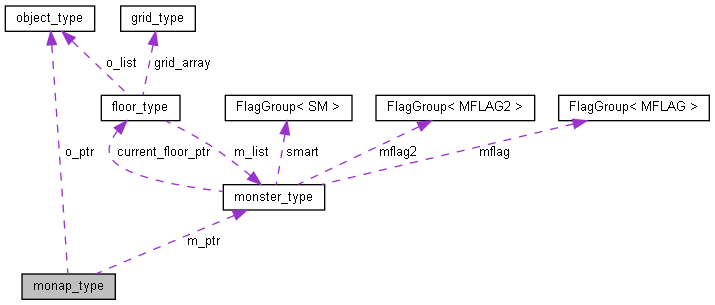 object_type
grid_type
o_list
grid_array
floor_type
FlagGroup< SM >
FlagGroup< MFLAG2 >
FlagGroup< MFLAG >
o_ptr
current_floor_ptr
m_list
smart
mflag2
mflag
monster_type
m_ptr
monap_type